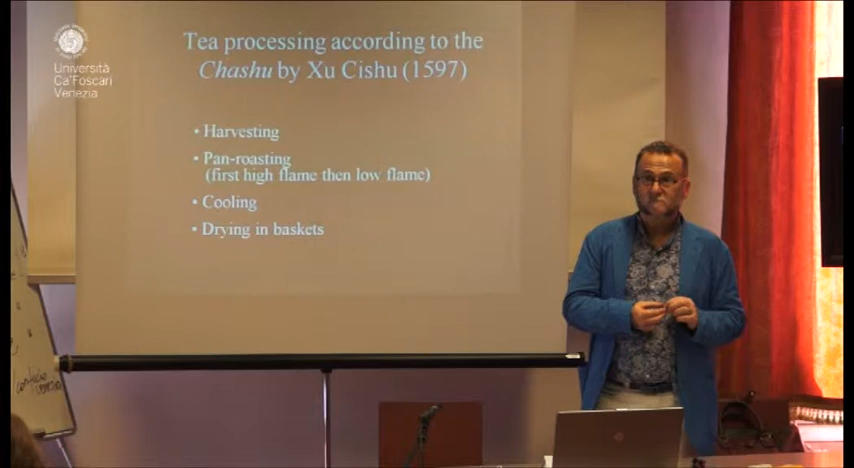 Università
Ca'Foscari
Venezia
Tea processing according to the
Chashu by Xu Cishu (1597)
• Harvesting
• Pan-roasting
(first high flame then low flame)
• Cooling
• Drying in baskets